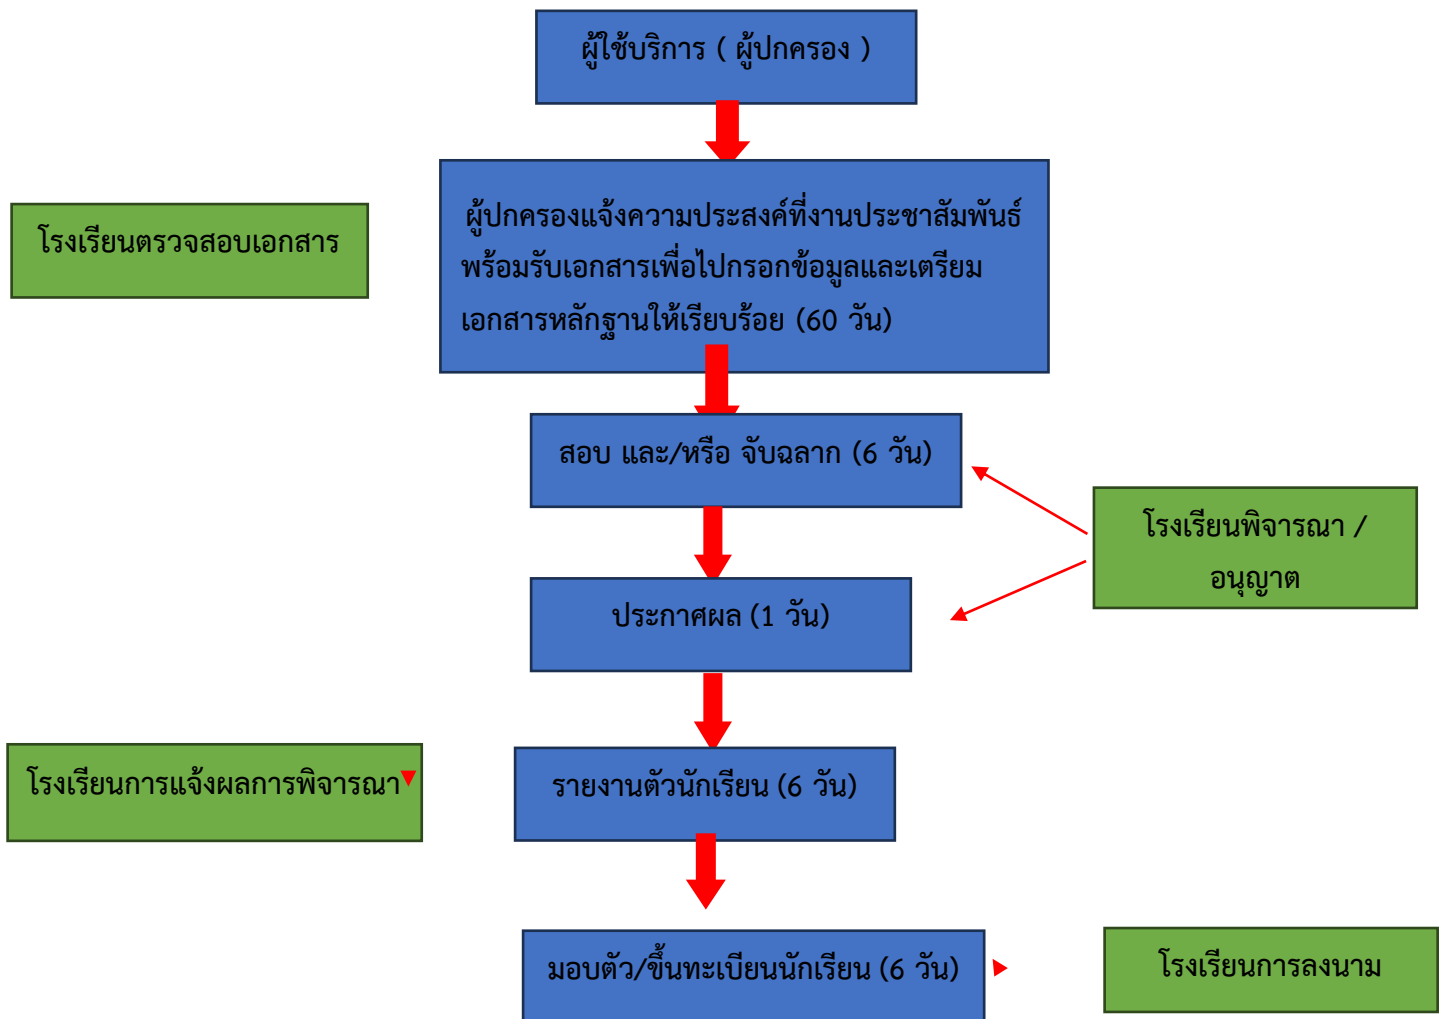 ผู้ใช้บริการ ( ผู้ปกครอง )
โรงเรียนตรวจสอบเอกสาร
ผู้ปกครองแจ้งความประสงค์ที่งานประชาสัมพันธ์
พร้อมรับเอกสารเพื่อไปกรอกข้อมูลและเตรียม
เอกสารหลักฐานให้เรียบร้อย (60 วัน)
สอบ และ/หรือ จับฉลาก (6 วัน)
โรงเรียนพิจารณา /
อนุญาต
ประกาศผล (1 วัน)
โรงเรียนการแจ้งผลการพิจารณา
รายงานตัวนักเรียน (6 วัน)
มอบตัว/ขึ้นทะเบียนนักเรียน (6 วัน)
โรงเรียนการลงนาม